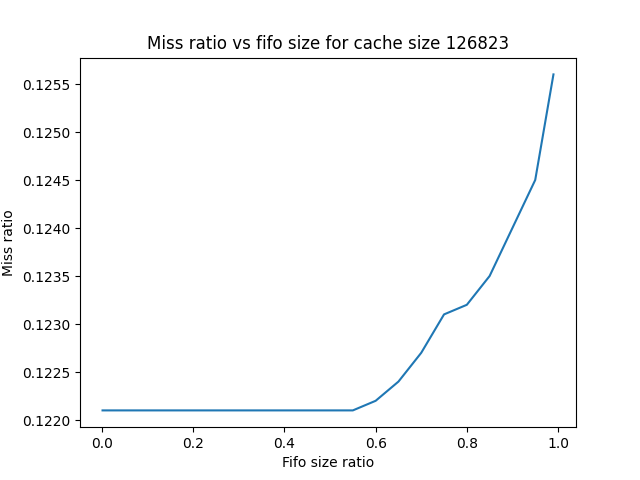 Miss ratio vs fifo size for cache size 126823
0.1255
0.1250
0.1245
0.1240
0.1235
0.1230
0.1225
0.1220
Miss ratio
0.0 0.2 0.4 0.6 0.8 1.0
Fifo size ratio